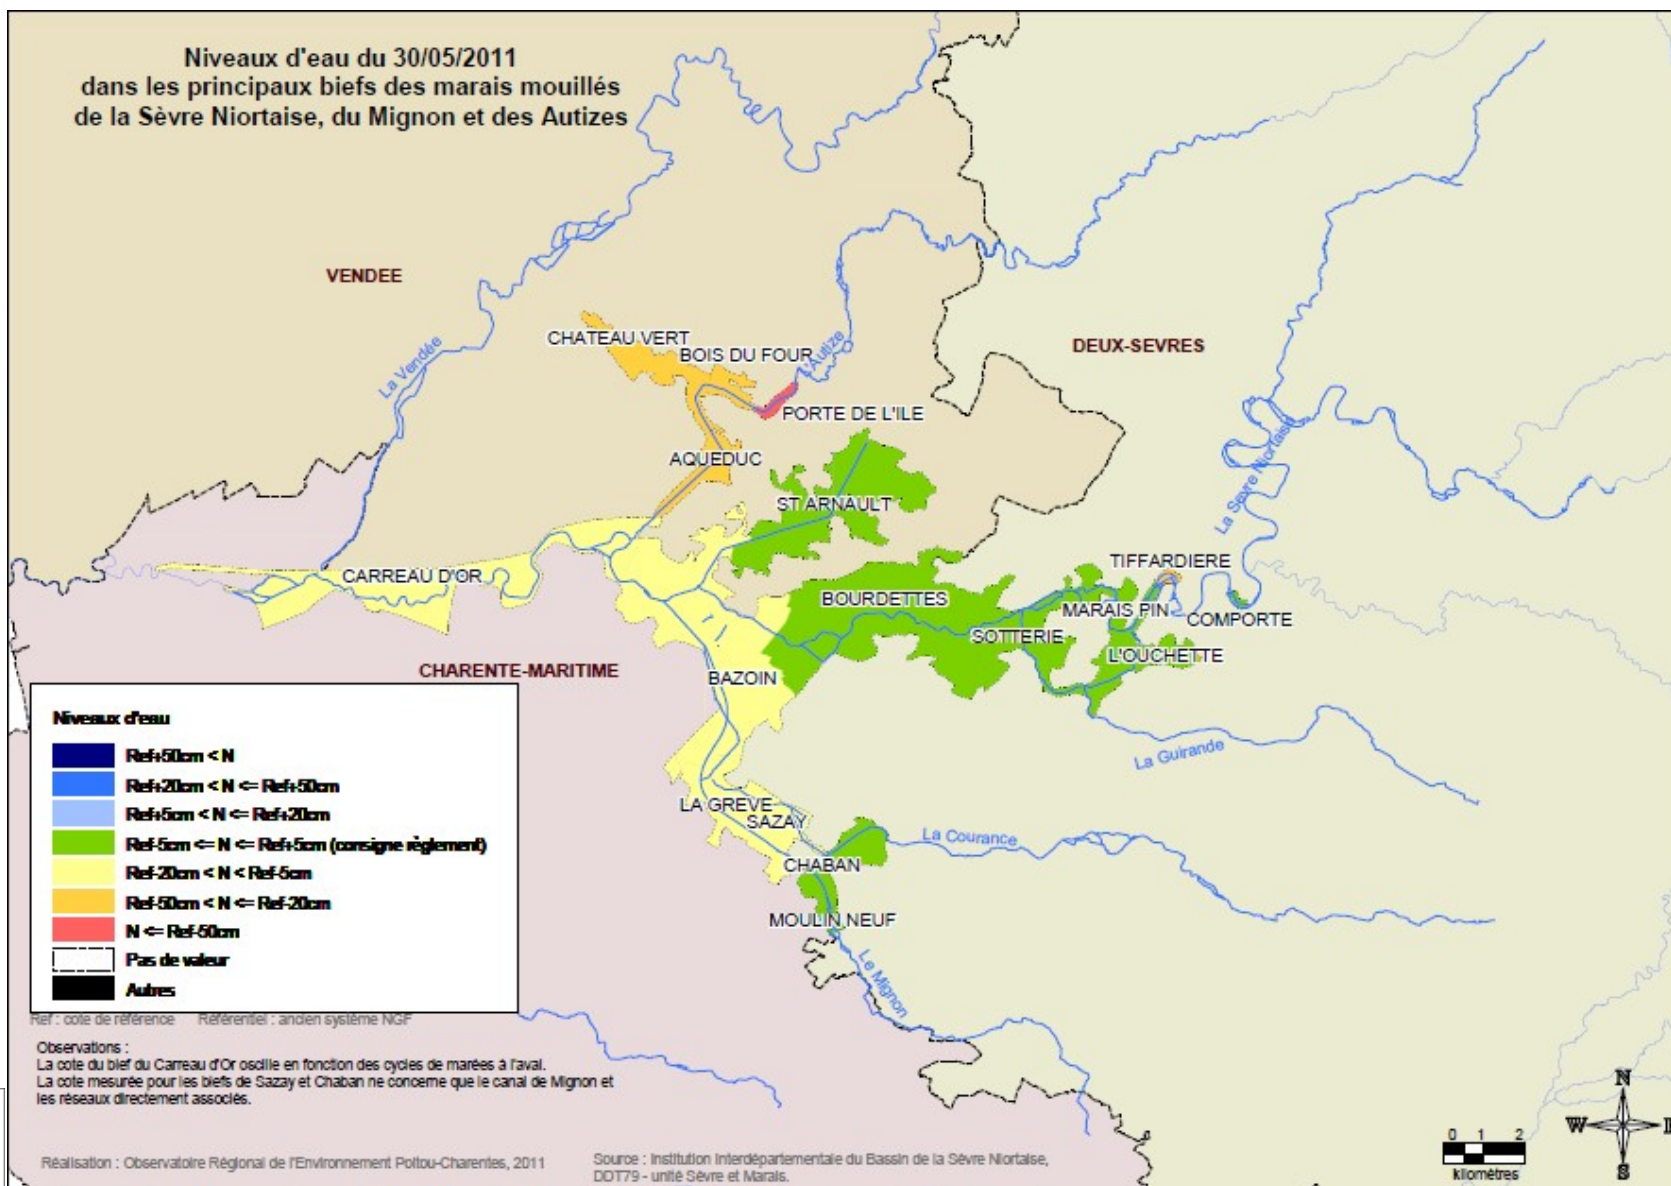 Niveaux d'eau du 30/05/2011
dans les principaux biefs des marais mouillés
de la Sèvre Niortaise, du Mignon et des Autizes
VENDEE
La Vendée
CHATEAU VERT
BOIS DU FOUR
L'Autize
PORTE DE L'ILE
AQUEDUC
ST ARNAULT
DEUX-SEVRES
La Sèvre Niortaise
CARREAU D'OR
TIFFARDIERE
BOURDETTES
MARAIS PIN
COMPORTE
SOTTERIE
L'OUCHETTE
CHARENTE-MARITIME
BAZOIN
La Guirande
LA GREVE
SAZAY
La Courance
CHABAN
MOULIN NEUF
Le Mignon
Niveaux d'eau
Ref+50cm < N
Ref+20cm < N <= Ref+50cm
Ref+5cm < N <= Ref+20cm
Ref-5cm <= N <= Ref+5cm (consigne règlement)
Ref-20cm < N < Ref-5cm
Ref-50cm < N <= Ref-20cm
N <= Ref-50cm
Pas de valeur
Autres
Ref : cote de référence Référentiel : ancien système NGF
Observations :
La cote du bief du Carreau d'Or oscille en fonction des cycles de marées à l'aval.
La cote mesurée pour les biefs de Sazay et Chaban ne concerne que le canal de Mignon et
les réseaux directement associés.
Réalisation : Observatoire Régional de l'Environnement Poitou-Charentes, 2011
Source : Institution Interdépartementale du Bassin de la Sèvre Niortaise,
DDT79 - unité Sèvre et Marais.
0 1 2
kilomètres
N
W
E
S